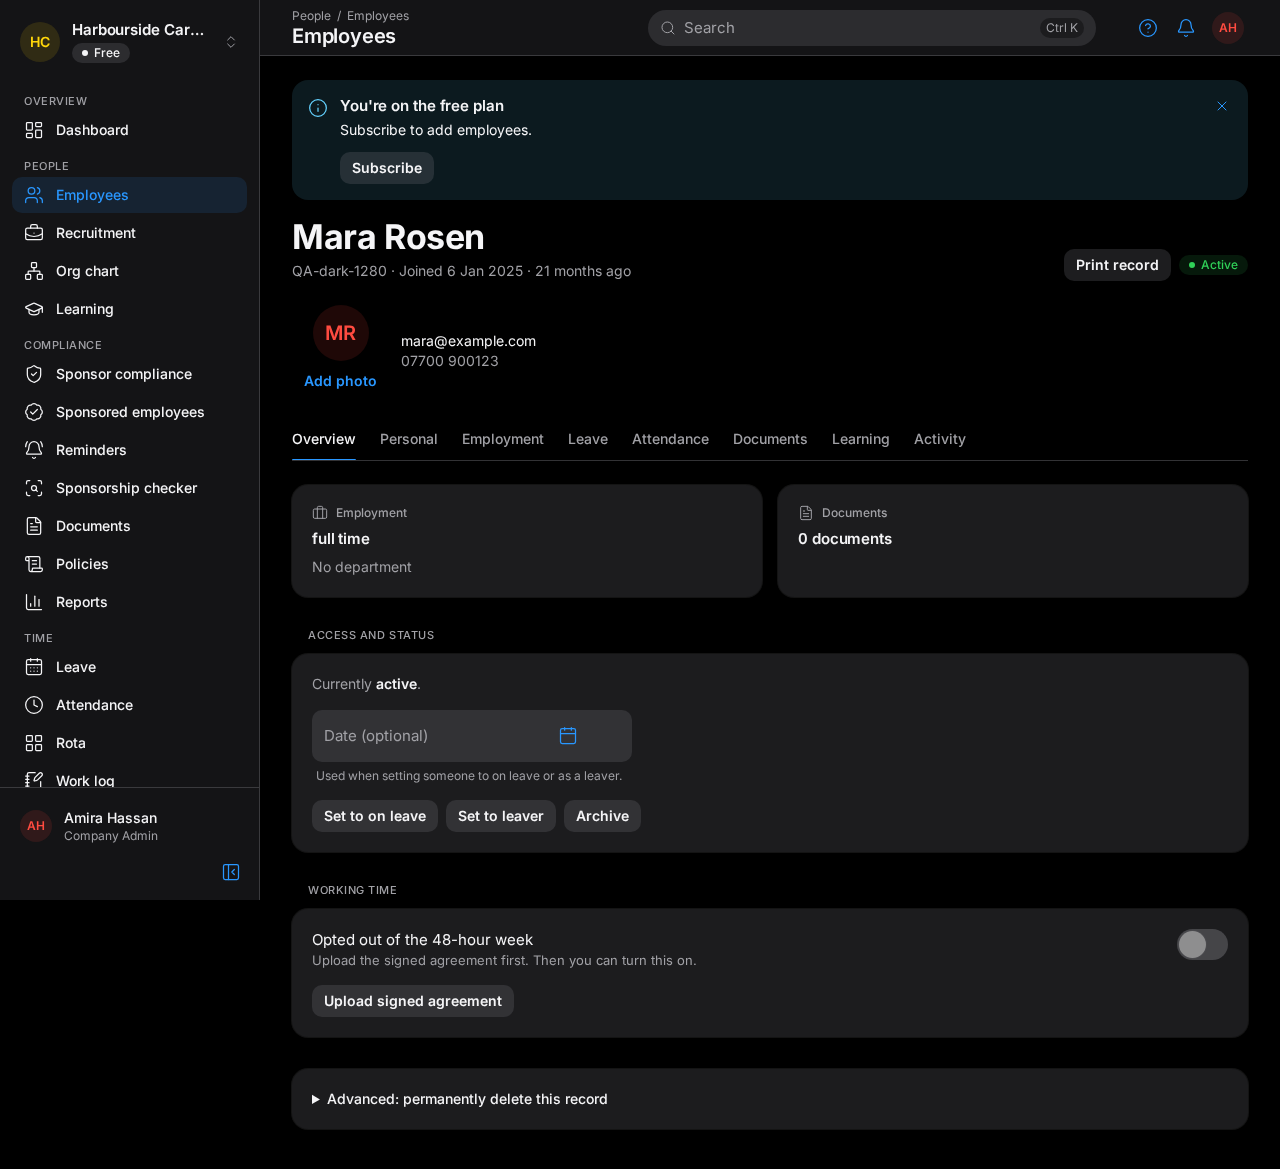 HC
Harbourside Car...
Free
OVERVIEW
Dashboard
PEOPLE
Employees
Recruitment
Org chart
Learning
COMPLIANCE
Sponsor compliance
Sponsored employees
Reminders
Sponsorship checker
Documents
Policies
Reports
TIME
Leave
Attendance
Rota
Work log
AH
Amira Hassan
Company Admin
People / Employees
Employees
Search
Ctrl K
AH
You're on the free plan
Subscribe to add employees.
Subscribe
Mara Rosen
QA-dark-1280 · Joined 6 Jan 2025 · 21 months ago
Print record
Active
MR
Add photo
mara@example.com
07700 900123
Overview Personal Employment Leave Attendance Documents Learning Activity
Employment
full time
No department
Documents
0 documents
ACCESS AND STATUS
Currently active.
Date (optional)
Used when setting someone to on leave or as a leaver.
Set to on leave Set to leaver Archive
WORKING TIME
Opted out of the 48-hour week
Upload the signed agreement first. Then you can turn this on.
Upload signed agreement
Advanced: permanently delete this record